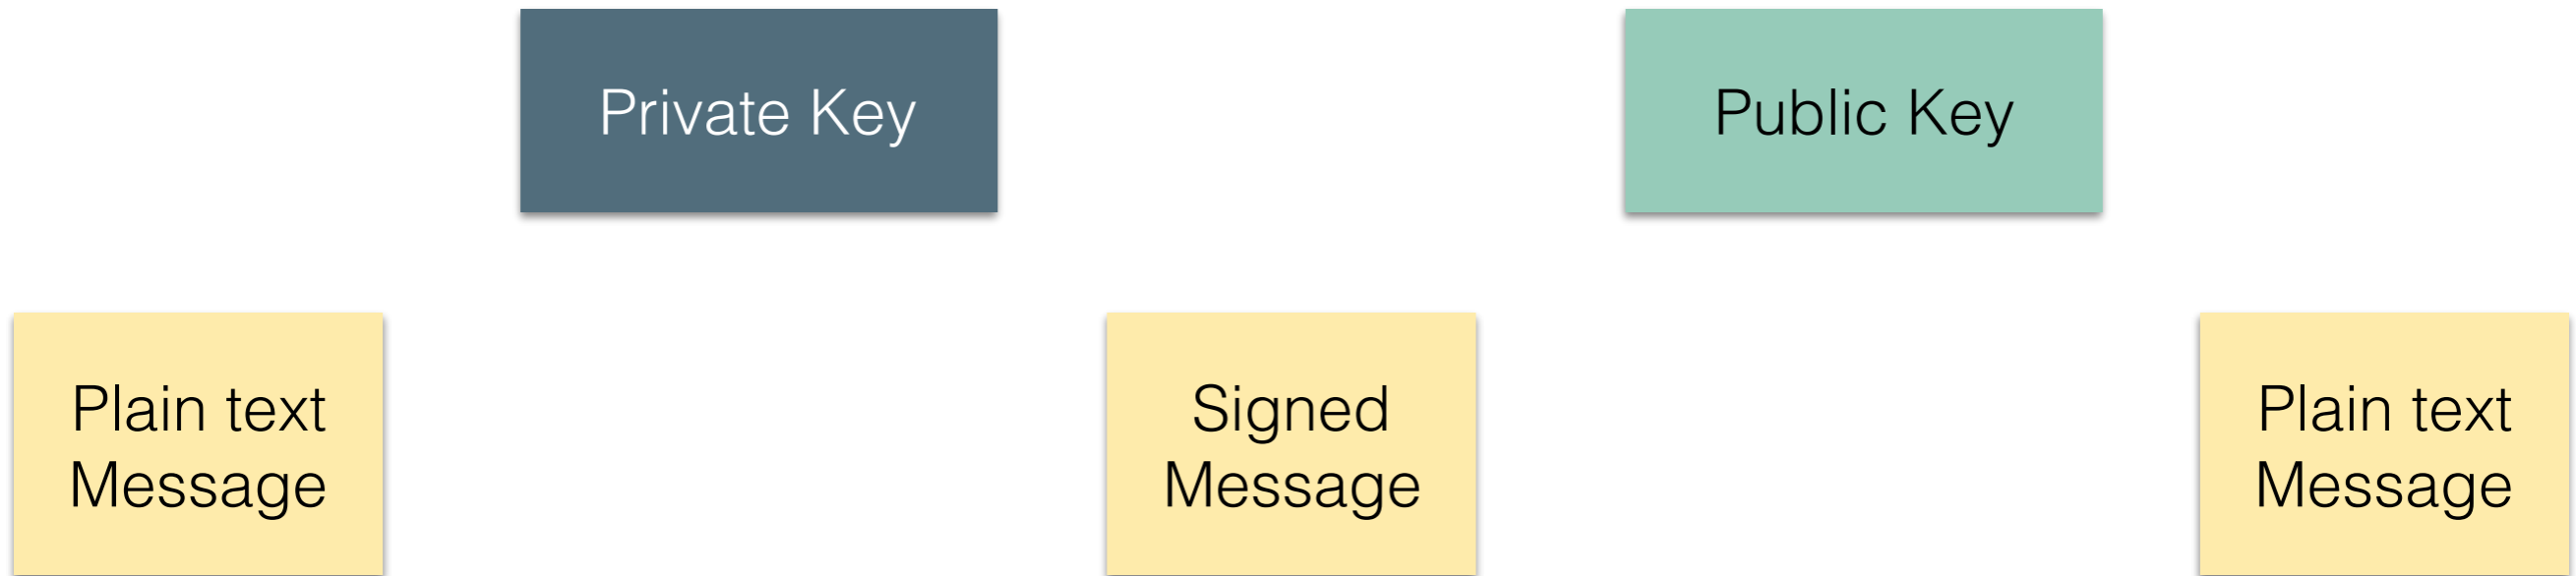 Private Key
Public Key
Plain text
Message
Signed
Message
Plain text
Message